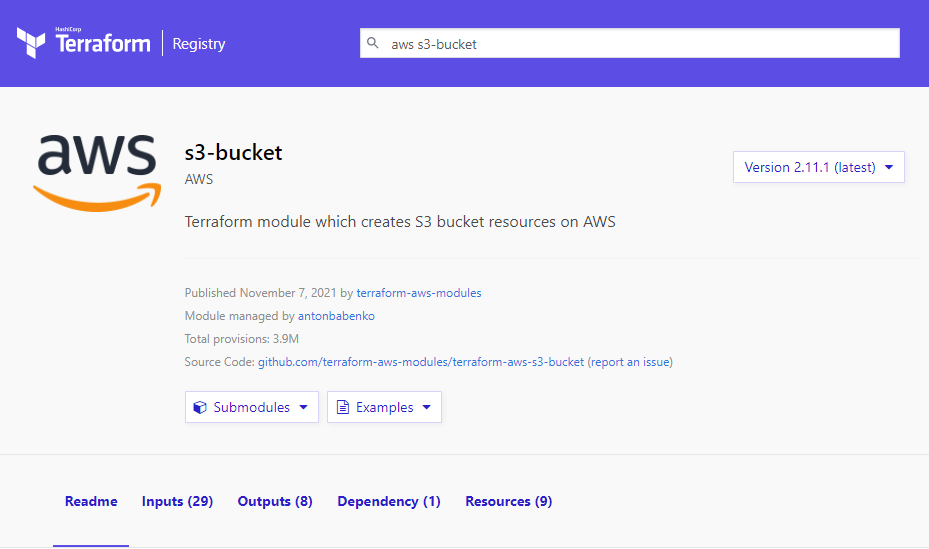 HashiCorp
Terraform Registry
aws s3-bucket
aws
s3-bucket
AWS
Version 2.11.1 (latest)
Terraform module which creates S3 bucket resources on AWS
Published November 7, 2021 by terraform-aws-modules
Module managed by antonbabenko
Total provisions: 3.9M
Source Code: github.com/terraform-aws-modules/terraform-aws-s3-bucket (report an issue)
Submodules Examples
Readme Inputs (29) Outputs (8) Dependency (1) Resources (9)